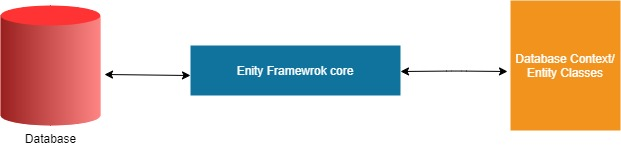 Database
Enity Framewrok core
Database Context/
Entity Classes